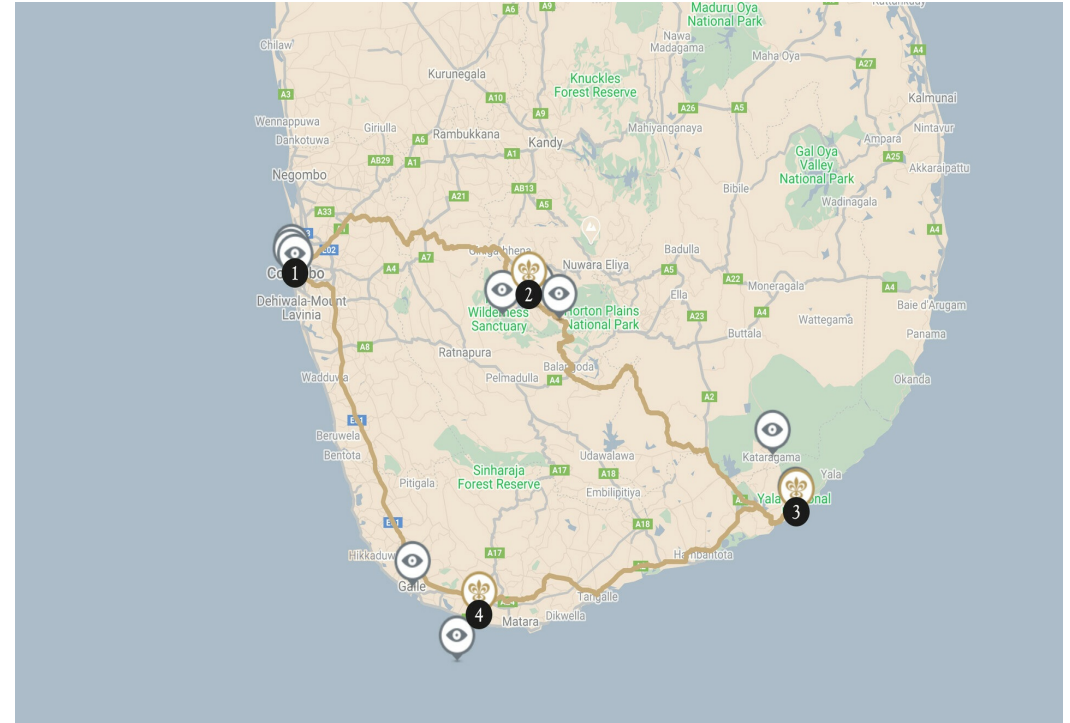 Maduru Oya
National Park
A6
A9
Chilaw
Nawa
Madagama
A4
Maha Oya
A27
Kurunegala
Knuckles
Forest Reserve
A3
A10
A26
A5
Kalmunai
A9
Wennappuwa
Giriulla
Rambukkana
Mahiyanganaya
Nintavur
Dankotuwa
A6
Kandy
Ampara
Gal Oya
Valley
National Park
A1
A25
AB29
A1
Akkaraipattu
Negombo
AB13
Bibile
A21
A5
Wadinagala
A33
A4
Badulla
Nuwara Eliya
A7
A4
A5
A22
Moneragala
A4
1
2
Dehiwala-Mount
Lavinia
Ella
Baie d'Arugam
Wilderness
Sanctuary
Horton Plains
National Park
A23
A4
Wattegama
Buttala
Panama
A8
Ratnapura
Balangoda
Wadduwa
Pelmadulla
A4
Okanda
A2
Beruwela
Udawalawa
Kataragama
Bentota
Sinharaja
Forest Reserve
A17
A18
Yala
Pitigala
Embilipitiya
3
A18
Hikkaduwa
A17
Hambantota
Galle
Tangalle
4
Matara
Dikwella